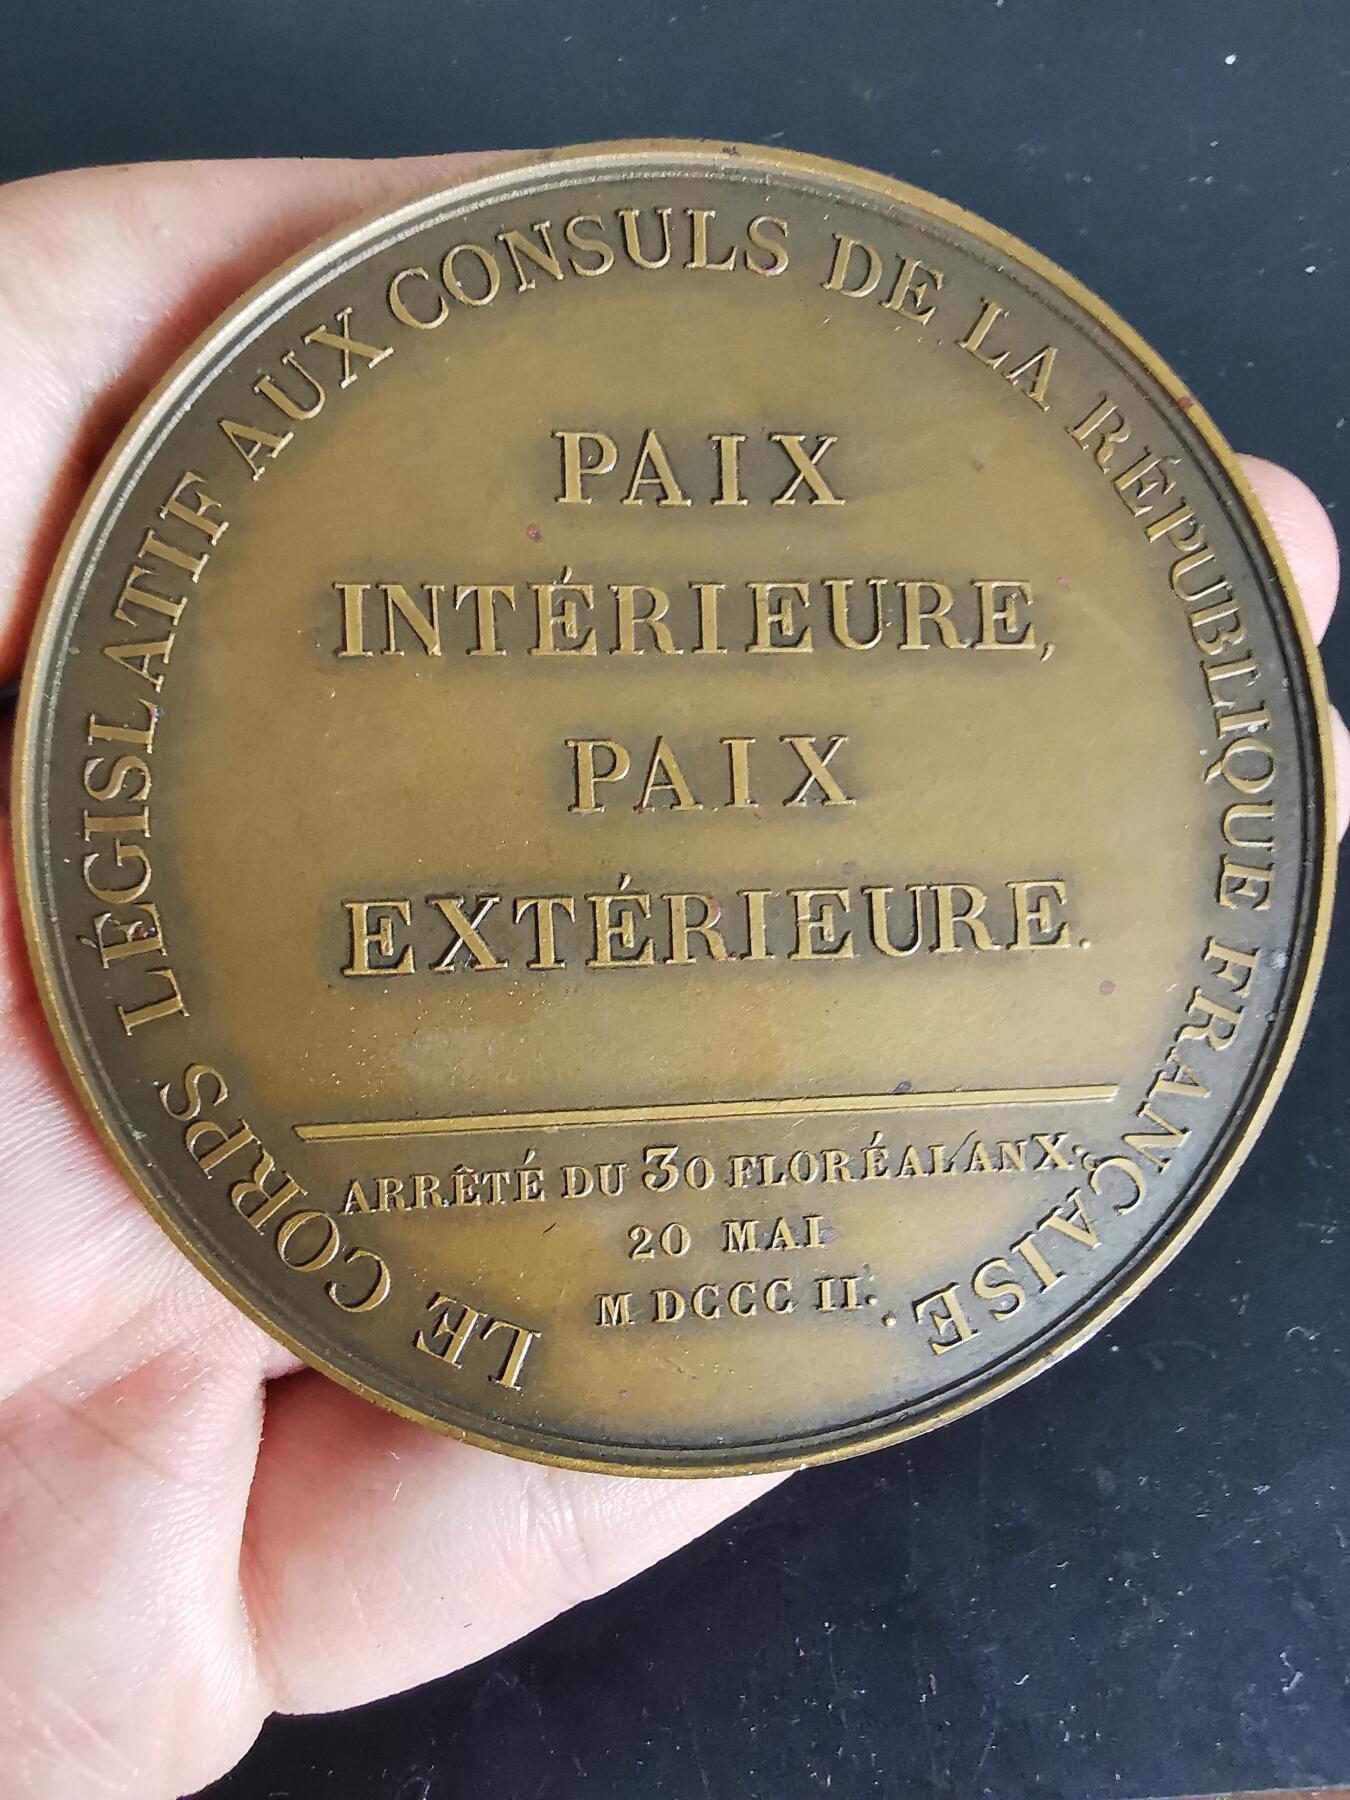 LE CORPS LÉGISLATIF AUX CONSULS DE LA RÉPUBLIQUE FRANÇAISE.
PAIX
INTÉRIEURE,
PAIX
EXTÉRIEURE.
ARRÊTÉ DU 30 FLORÉAL AN X.
20 MAI
M DCCC II.